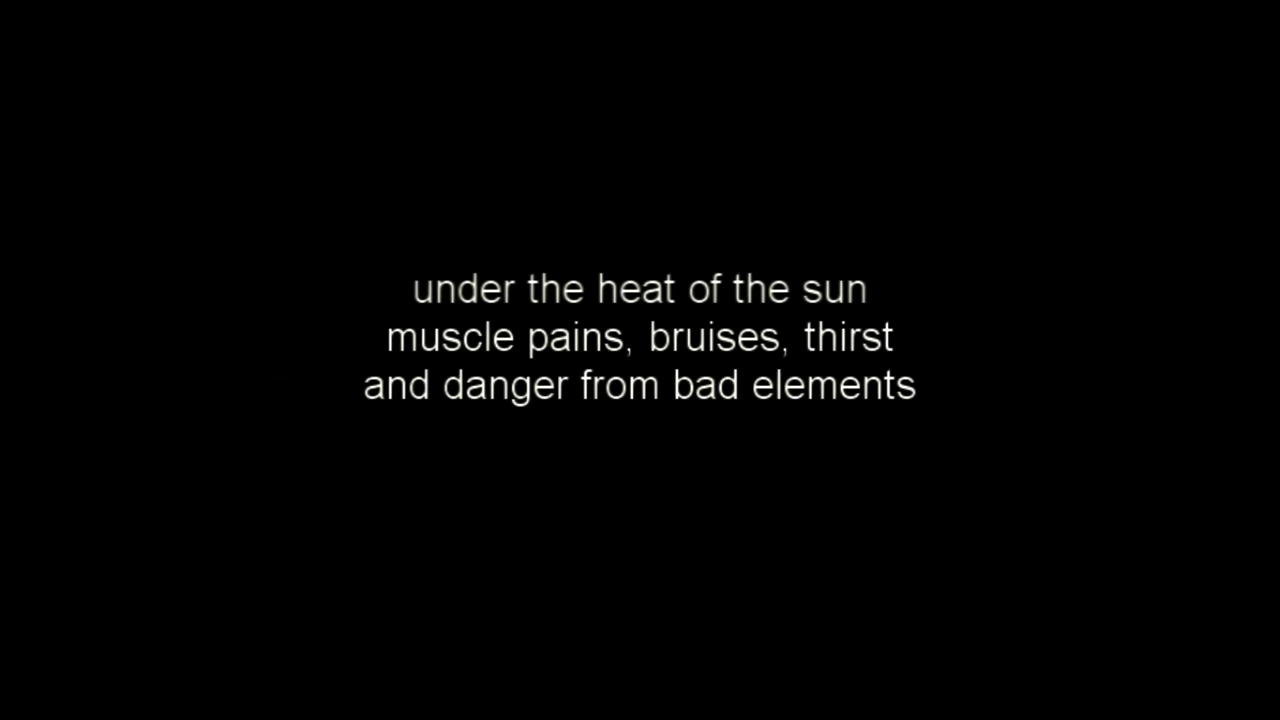 under the heat of the sun
muscle pains, bruises, thirst
and danger from bad elements